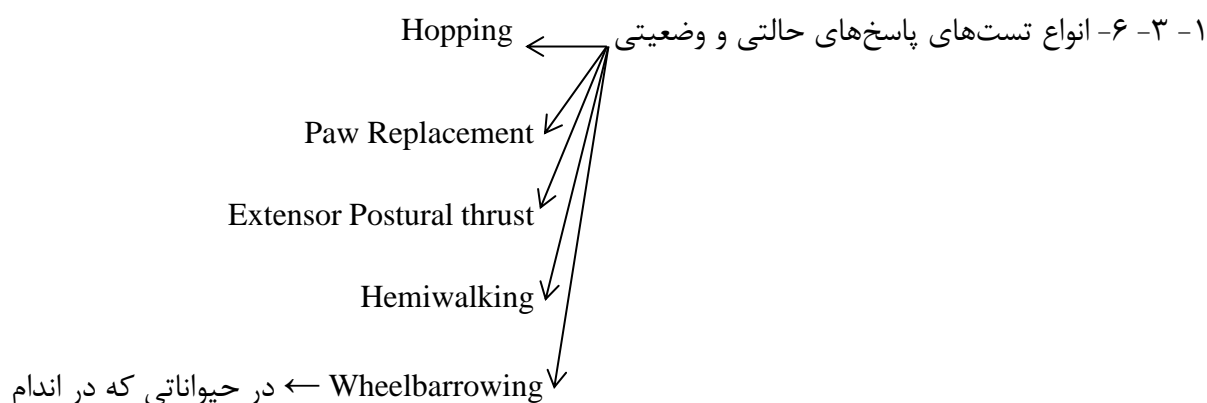 ۱- ۳- ۶- انواع تست‌های پاسخ‌های حالتی و وضعیتی Hopping
Paw Replacement
Extensor Postural thrust
Hemiwalking
Wheelbarrowing ← در حیواناتی که در اندام